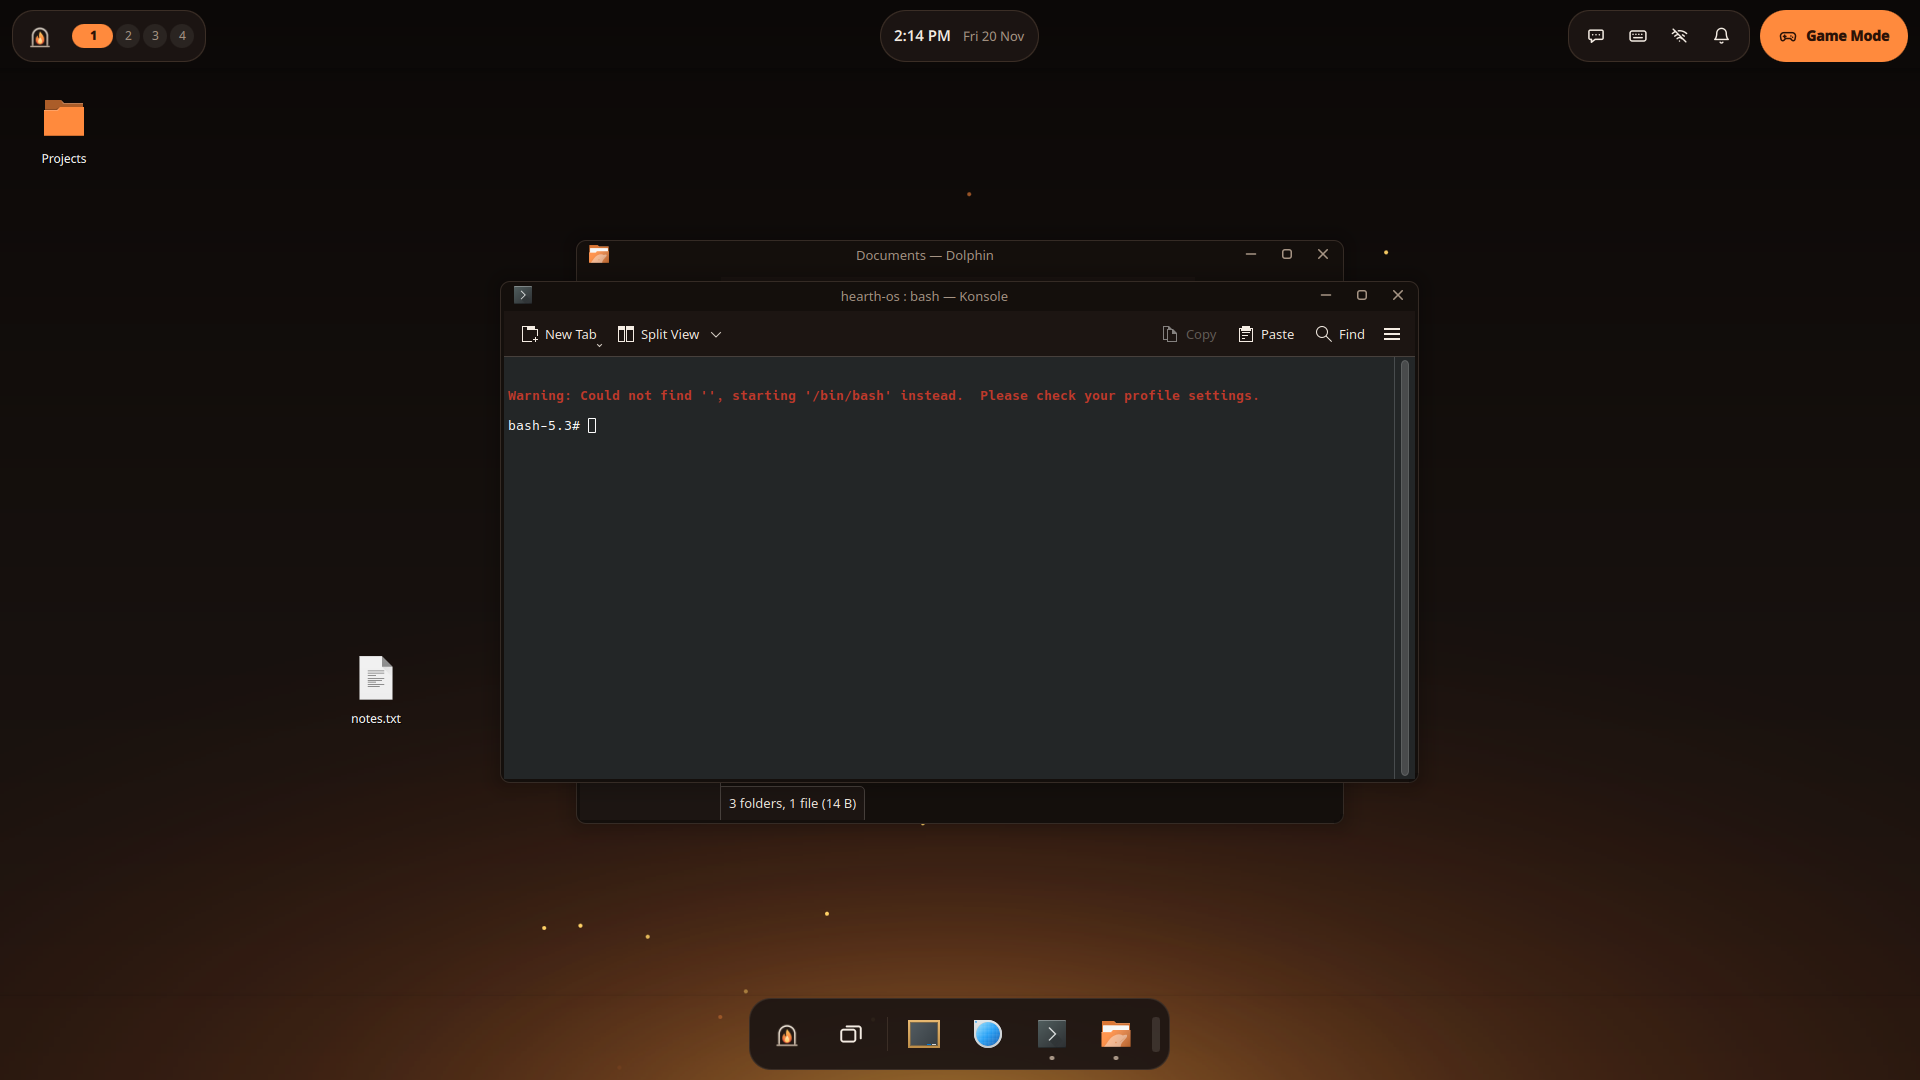 1 2 3 4
2:14 PM Fri 20 Nov
Game Mode
Projects
Documents — Dolphin
hearth-os : bash — Konsole
New Tab Split View Copy Paste Find
Warning: Could not find '', starting '/bin/bash' instead.  Please check your profile settings.
bash-5.3#
notes.txt
3 folders, 1 file (14 B)